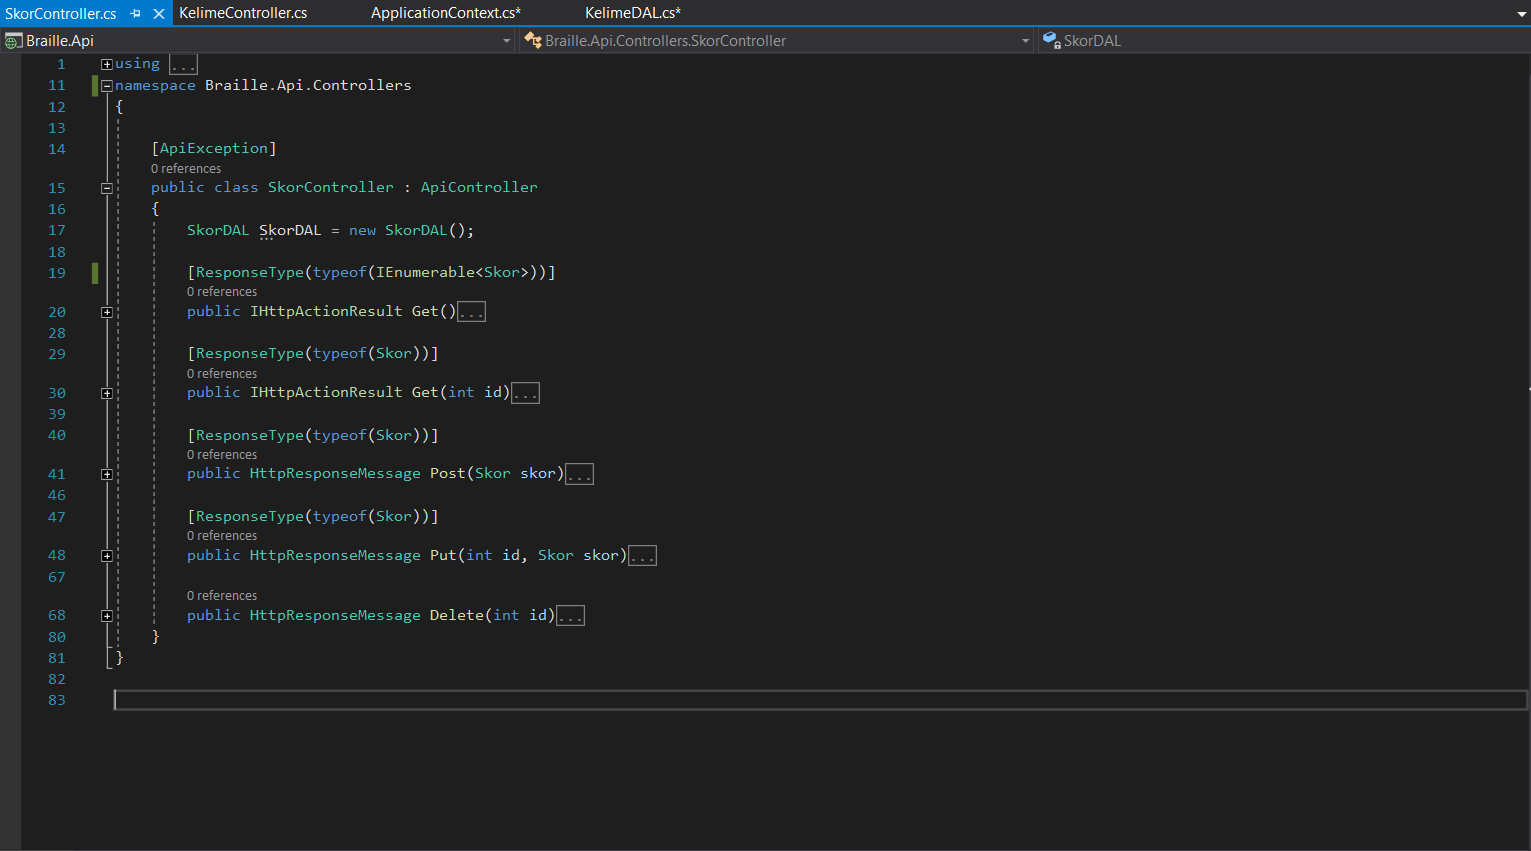 SkorController.cs KelimeController.cs ApplicationContext.cs* KelimeDAL.cs*
Braille.Api Braille.Api.Controllers.SkorController SkorDAL
1 using ...
11 namespace Braille.Api.Controllers
12 {
13
14 [ApiException]
0 references
15 public class SkorController : ApiController
16 {
17 SkorDAL SkorDAL = new SkorDAL();
18
19 [ResponseType(typeof(IEnumerable<Skor>))]
0 references
20 public IHttpActionResult Get()...
28
29 [ResponseType(typeof(Skor))]
0 references
30 public IHttpActionResult Get(int id)...
39
40 [ResponseType(typeof(Skor))]
0 references
41 public HttpResponseMessage Post(Skor skor)...
46
47 [ResponseType(typeof(Skor))]
0 references
48 public HttpResponseMessage Put(int id, Skor skor)...
67
0 references
68 public HttpResponseMessage Delete(int id)...
80 }
81 }
82
83